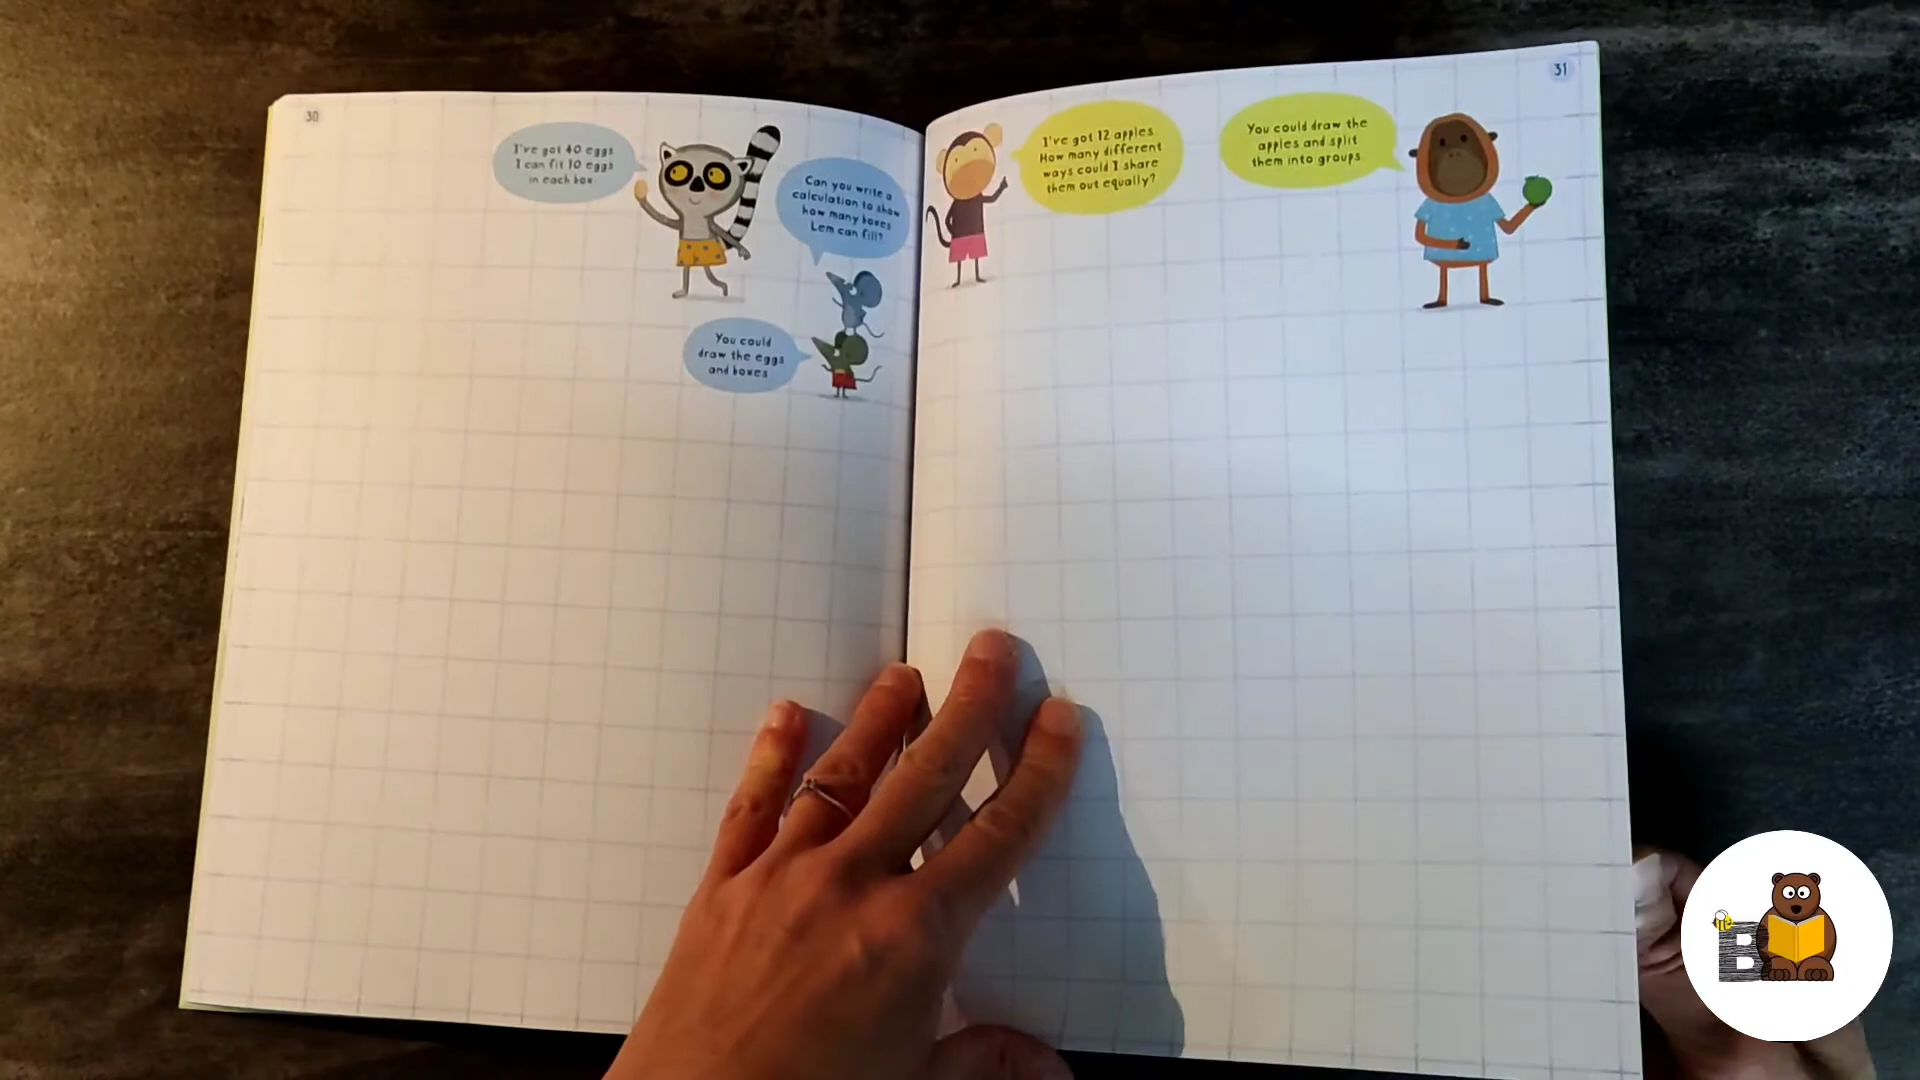 30
I've got 40 eggs
I can fit 10 eggs
in each box
Can you write a
calculation to show
how many boxes
Lem can fill?
You could
draw the eggs
and boxes
31
I've got 12 apples.
How many different
ways could I share
them out equally?
You could draw the
apples and split
them into groups.
B